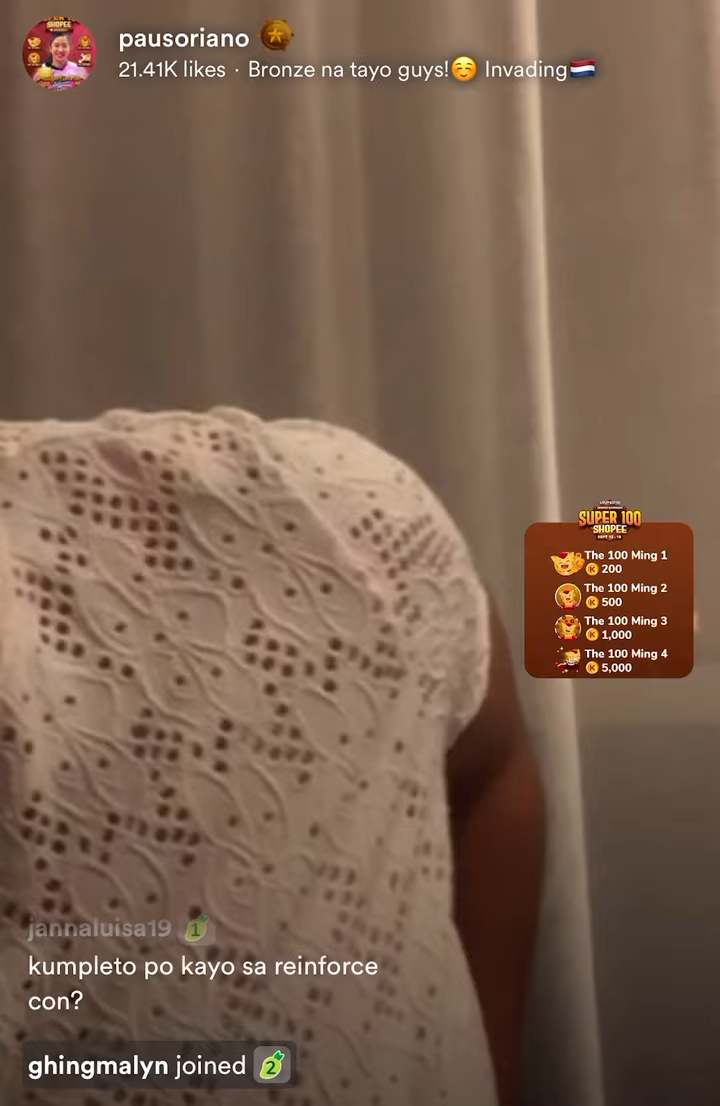 pausoriano
21.41K likes · Bronze na tayo guys!☺️ Invading🇳🇱
SUPER 100
SHOPEE
The 100 Ming 1
K 200
The 100 Ming 2
K 500
The 100 Ming 3
K 1,000
The 100 Ming 4
K 5,000
jannaluisa19 1
kumpleto po kayo sa reinforce
con?
ghingmalyn joined 2